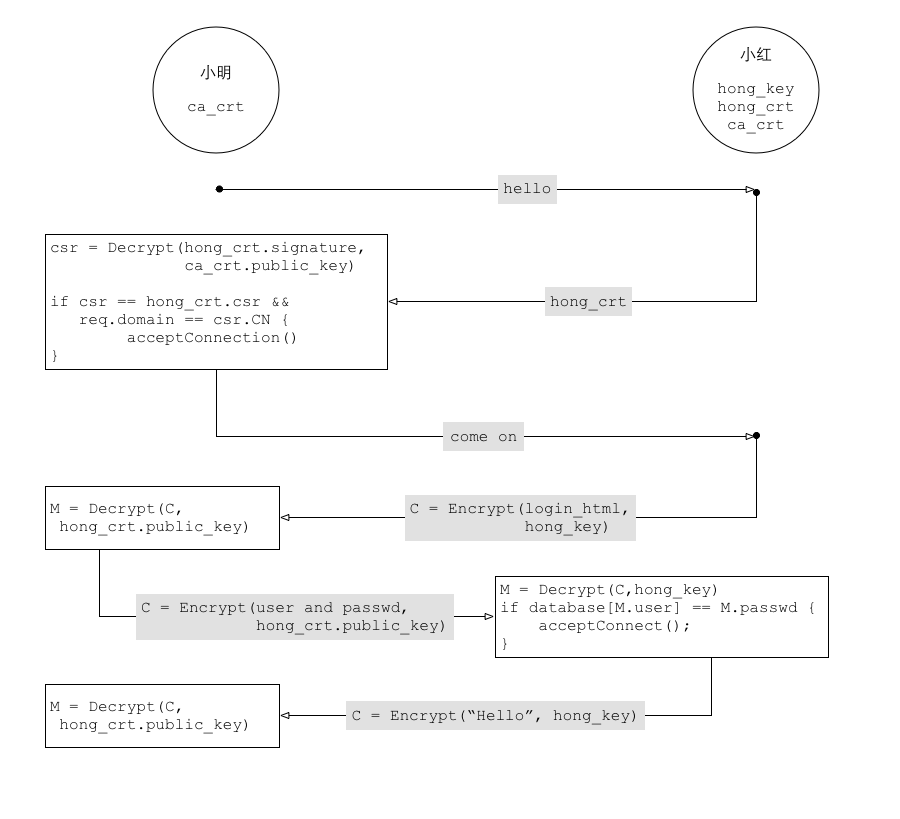 小明
ca_crt
小红
hong_key
hong_crt
ca_crt
hello
csr = Decrypt(hong_crt.signature,
ca_crt.public_key)
if csr == hong_crt.csr &&
req.domain == csr.CN {
acceptConnection()
}
hong_crt
come on
M = Decrypt(C,
hong_crt.public_key)
C = Encrypt(login_html,
hong_key)
C = Encrypt(user and passwd,
hong_crt.public_key)
M = Decrypt(C,hong_key)
if database[M.user] == M.passwd {
acceptConnect();
}
M = Decrypt(C,
hong_crt.public_key)
C = Encrypt(“Hello”, hong_key)